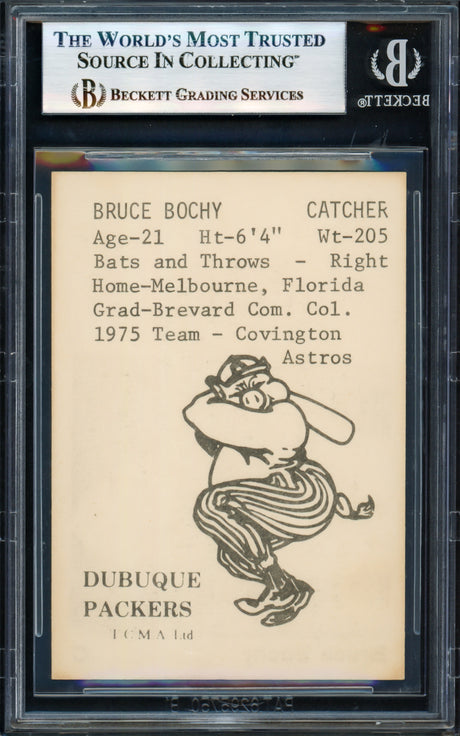 THE WORLD'S MOST TRUSTED
SOURCE IN COLLECTING™
B BECKETT GRADING SERVICES
B
BECKETT®
BRUCE BOCHY CATCHER
Age-21 Ht-6'4" Wt-205
Bats and Throws - Right
Home-Melbourne, Florida
Grad-Brevard Com. Col.
1975 Team - Covington
Astros
DUBUQUE
PACKERS
TCMA Ltd